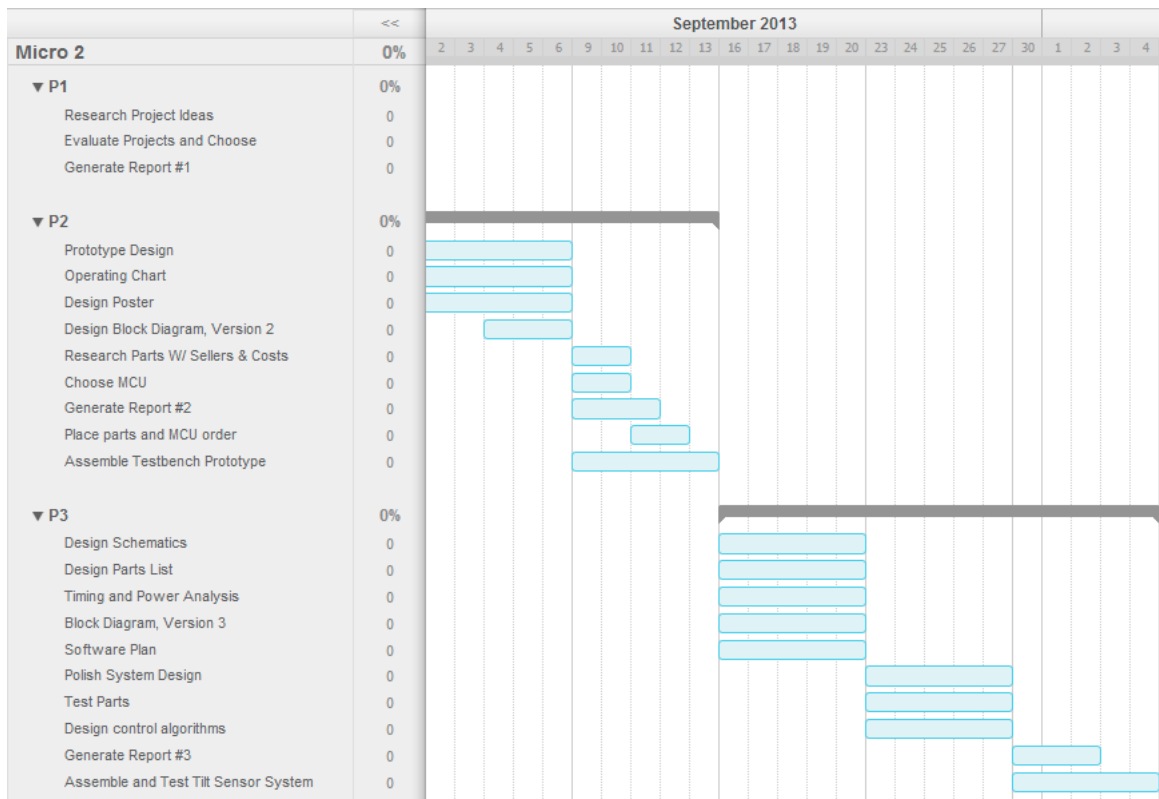 << September 2013
Micro 2 0% 2 3 4 5 6 9 10 11 12 13 16 17 18 19 20 23 24 25 26 27 30 1 2 3 4
▼ P1 0%
Research Project Ideas 0
Evaluate Projects and Choose 0
Generate Report #1 0
▼ P2 0%
Prototype Design 0
Operating Chart 0
Design Poster 0
Design Block Diagram, Version 2 0
Research Parts W/ Sellers & Costs 0
Choose MCU 0
Generate Report #2 0
Place parts and MCU order 0
Assemble Testbench Prototype 0
▼ P3 0%
Design Schematics 0
Design Parts List 0
Timing and Power Analysis 0
Block Diagram, Version 3 0
Software Plan 0
Polish System Design 0
Test Parts 0
Design control algorithms 0
Generate Report #3 0
Assemble and Test Tilt Sensor System 0